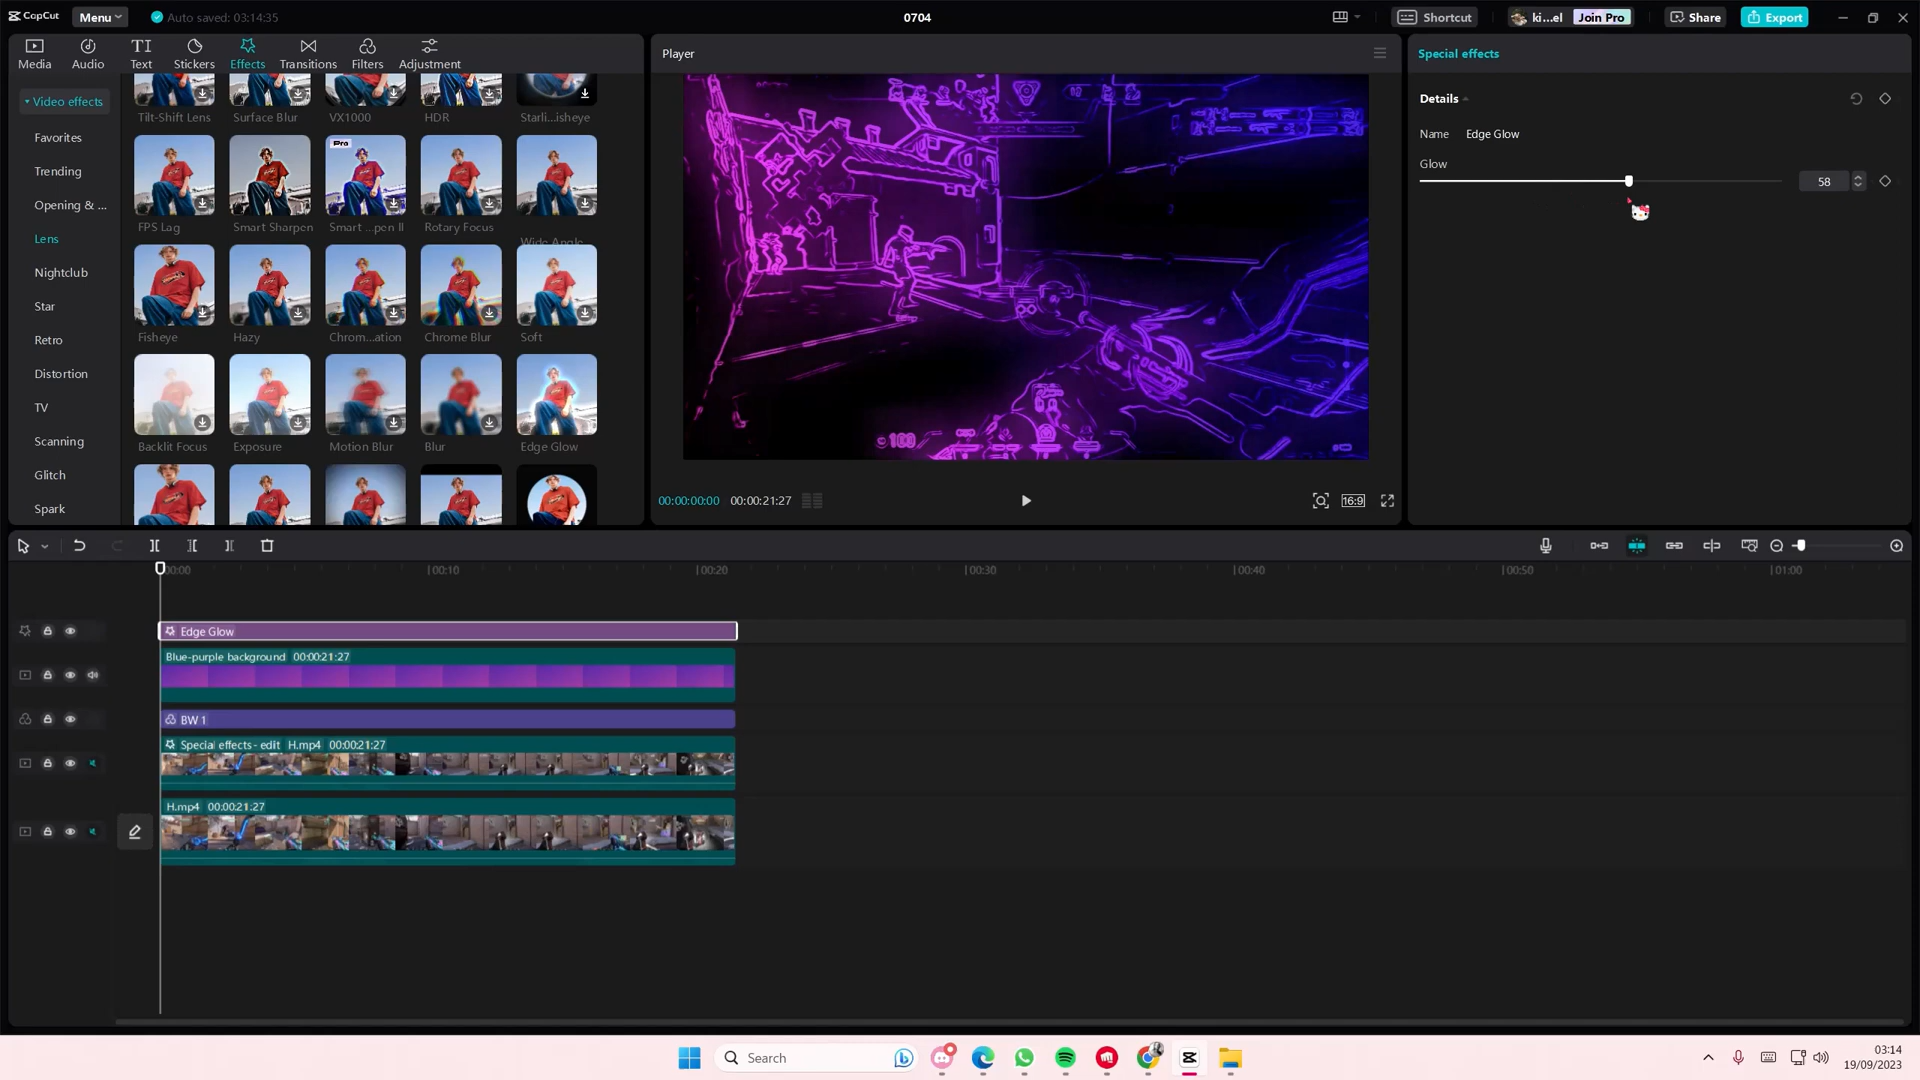 CapCut
Menu
Auto saved: 03:14:35
0704
Shortcut
ki...el
Join Pro
Share
Export
Media
Audio
Text
Stickers
Effects
Transitions
Filters
Adjustment
Player
Special effects
Video effects
Favorites
Trending
Opening & ...
Lens
Nightclub
Star
Retro
Distortion
TV
Scanning
Glitch
Spark
Tilt-Shift Lens
Surface Blur
VX1000
HDR
Starli...isheye
Pro
FPS Lag
Smart Sharpen
Smart ...pen II
Rotary Focus
Wide Angle
Fisheye
Hazy
Chrom...ation
Chrome Blur
Soft
Backlit Focus
Exposure
Motion Blur
Blur
Edge Glow
100
00:00:00:00
00:00:21:27
16:9
Details
Name Edge Glow
Glow
58
00:00
00:10
00:20
00:30
00:40
00:50
01:00
Edge Glow
Blue-purple background 00:00:21:27
BW 1
Special effects - edit H.mp4 00:00:21:27
H.mp4 00:00:21:27
Search
03:14
19/09/2023